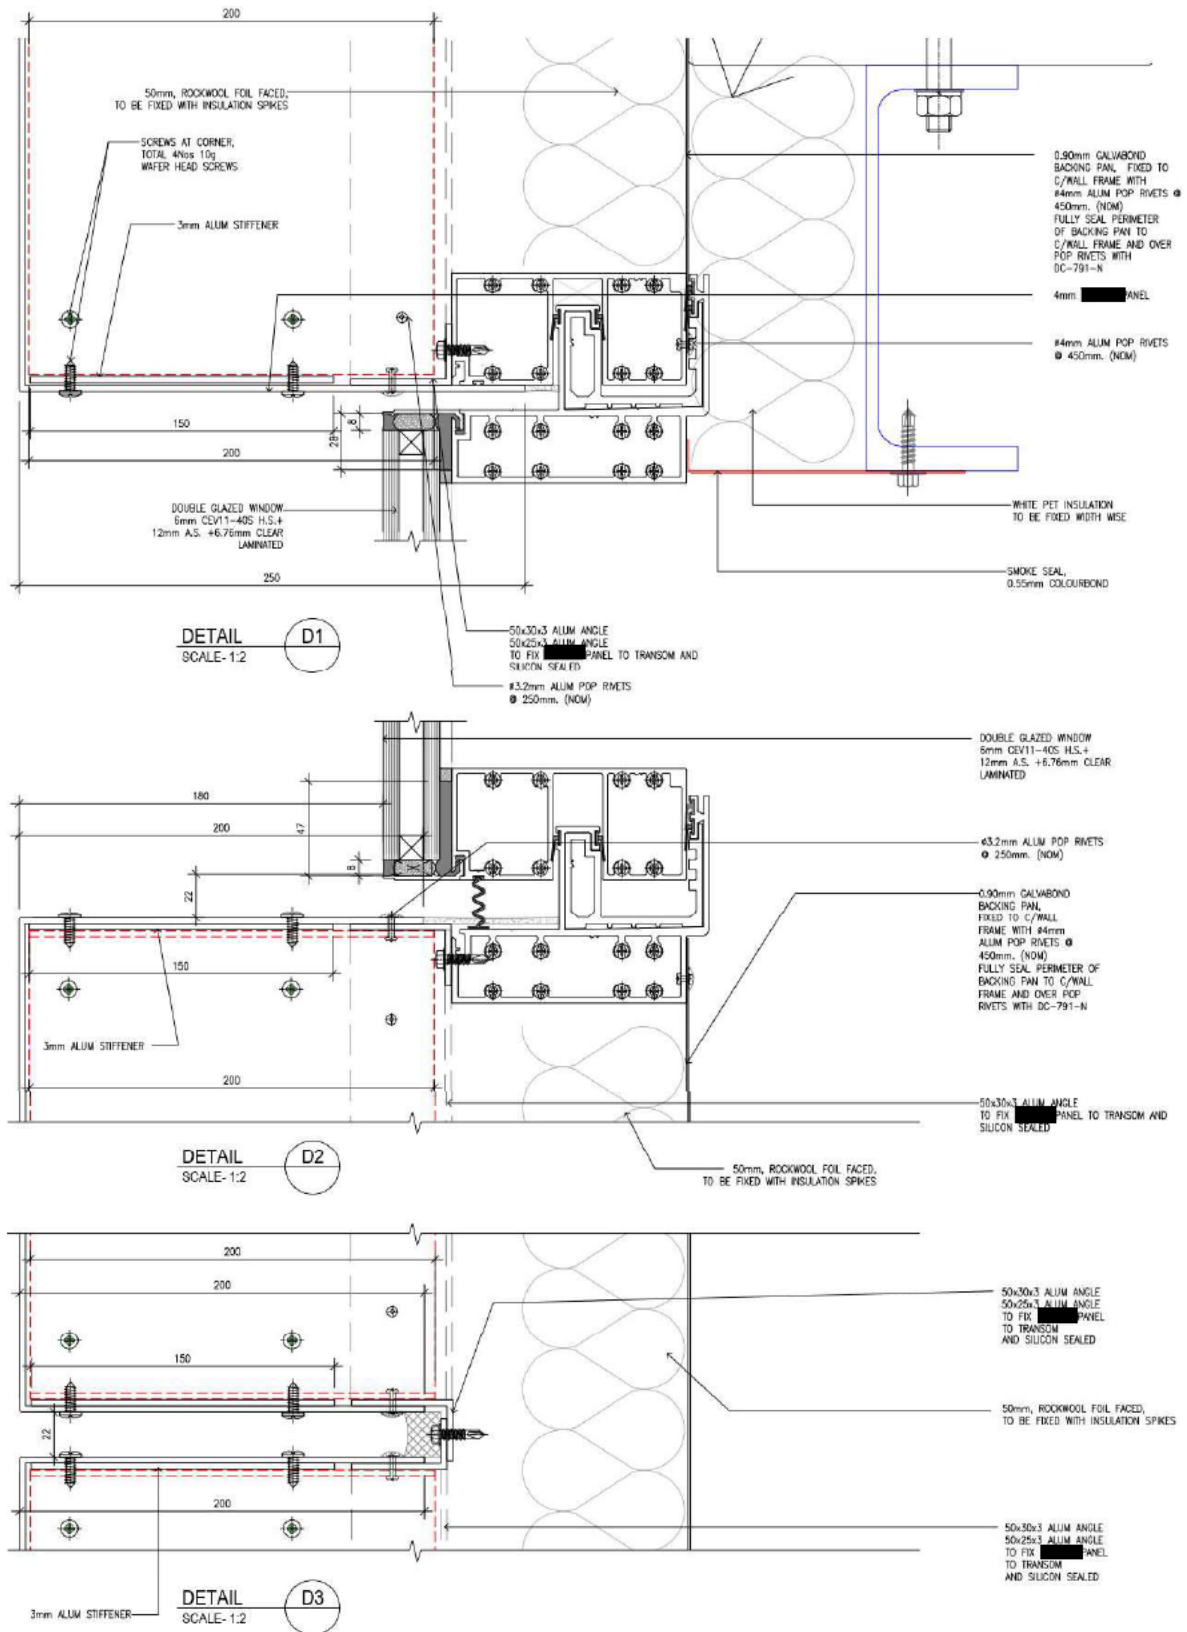 200
50mm, ROCKWOOL FOIL FACED,
TO BE FIXED WITH INSULATION SPIKES
SCREWS AT CORNER,
TOTAL 4Nos 10g
WAFER HEAD SCREWS
3mm ALUM STIFFENER
0.90mm GALVABOND
BACKING PAN, FIXED TO
C/WALL FRAME WITH
ø4mm ALUM POP RIVETS @
450mm. (NOM)
FULLY SEAL PERIMETER
OF BACKING PAN TO
C/WALL FRAME AND OVER
POP RIVETS WITH
DC-791-N
4mm PANEL
ø4mm ALUM POP RIVETS
@ 450mm. (NOM)
150
28
8
200
DOUBLE GLAZED WINDOW
6mm CEV11-40S H.S.+
12mm A.S. +6.76mm CLEAR
LAMINATED
WHITE PET INSULATION
TO BE FIXED WIDTH WISE
250
SMOKE SEAL,
0.55mm COLOURBOND
DETAIL D1
SCALE- 1:2
50x30x3 ALUM ANGLE
50x25x3 ALUM ANGLE
TO FIX PANEL TO TRANSOM AND
SILICON SEALED
ø3.2mm ALUM POP RIVETS
@ 250mm. (NOM)
DOUBLE GLAZED WINDOW
6mm CEV11-40S H.S.+
12mm A.S. +6.76mm CLEAR
LAMINATED
180
200
47
8
22
ø3.2mm ALUM POP RIVETS
@ 250mm. (NOM)
0.90mm GALVABOND
BACKING PAN,
FIXED TO C/WALL
FRAME WITH ø4mm
ALUM POP RIVETS @
450mm. (NOM)
FULLY SEAL PERIMETER OF
BACKING PAN TO C/WALL
FRAME AND OVER POP
RIVETS WITH DC-791-N
150
3mm ALUM STIFFENER
200
50x30x3 ALUM ANGLE
TO FIX PANEL TO TRANSOM AND
SILICON SEALED
DETAIL D2
SCALE- 1:2
50mm, ROCKWOOL FOIL FACED,
TO BE FIXED WITH INSULATION SPIKES
200
200
50x30x3 ALUM ANGLE
50x25x3 ALUM ANGLE
TO FIX PANEL
TO TRANSOM
AND SILICON SEALED
150
50mm, ROCKWOOL FOIL FACED,
TO BE FIXED WITH INSULATION SPIKES
22
200
50x30x3 ALUM ANGLE
50x25x3 ALUM ANGLE
TO FIX PANEL
TO TRANSOM
AND SILICON SEALED
DETAIL D3
SCALE- 1:2
3mm ALUM STIFFENER